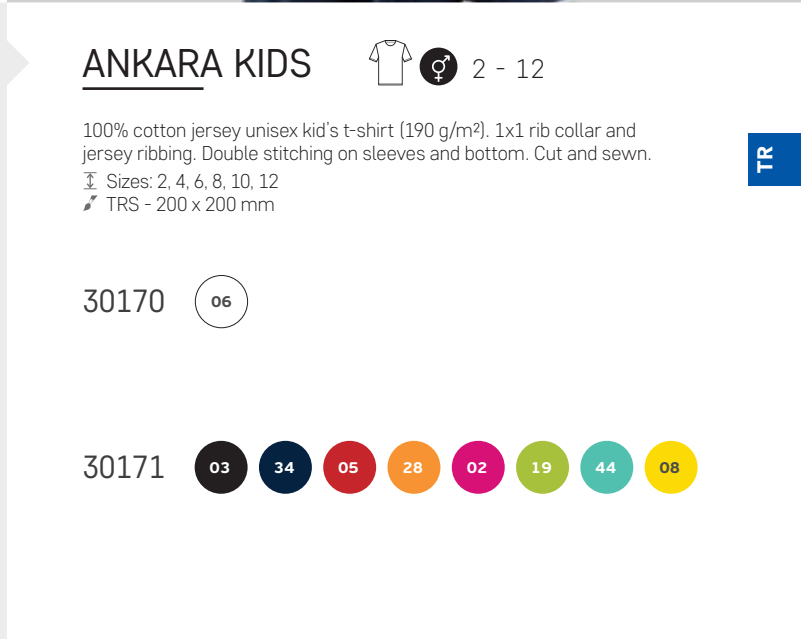 ANKARA KIDS 2 - 12
100% cotton jersey unisex kid's t-shirt (190 g/m²). 1x1 rib collar and
jersey ribbing. Double stitching on sleeves and bottom. Cut and sewn.
Sizes: 2, 4, 6, 8, 10, 12
TRS - 200 x 200 mm
TR
30170 06
30171 03 34 05 28 02 19 44 08